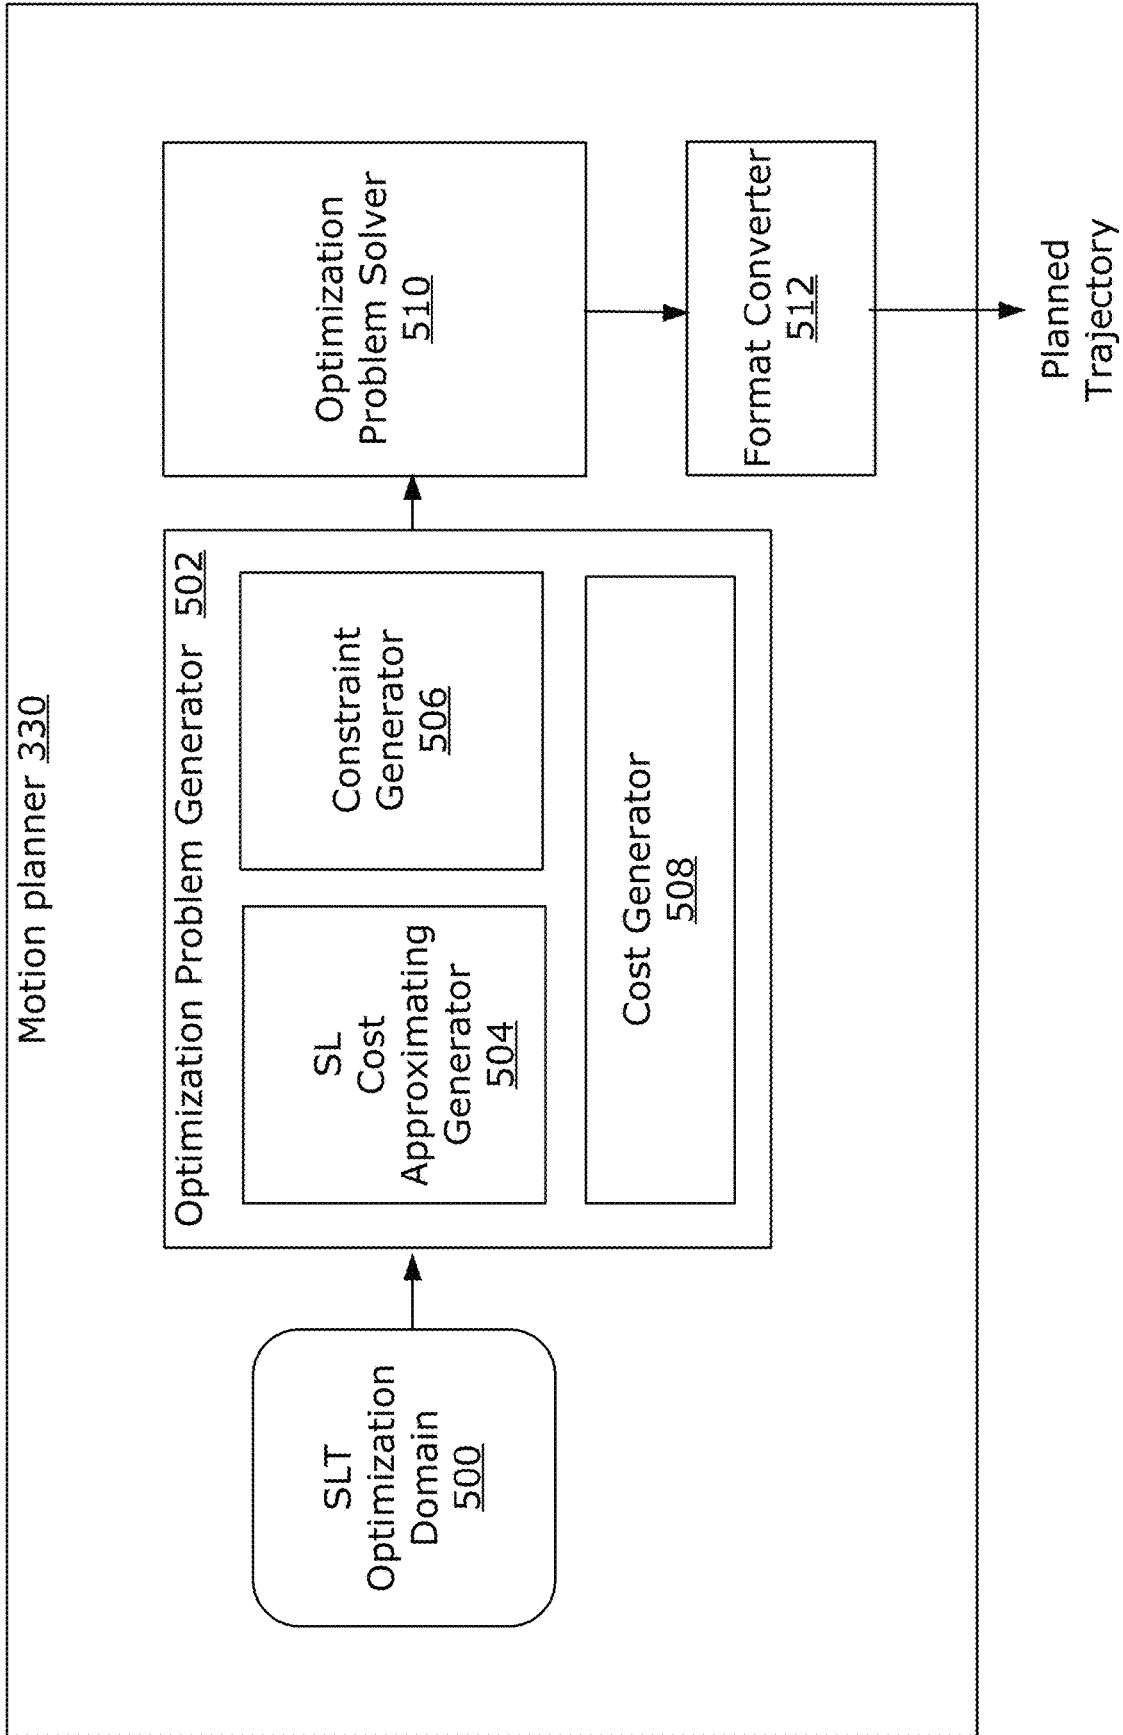 Motion planner 330
Optimization Problem Generator 502
SLT
Optimization
Domain
500
SL
Cost
Approximating
Generator
504
Constraint
Generator
506
Cost Generator
508
Optimization
Problem Solver
510
Format Converter
512
Planned
Trajectory